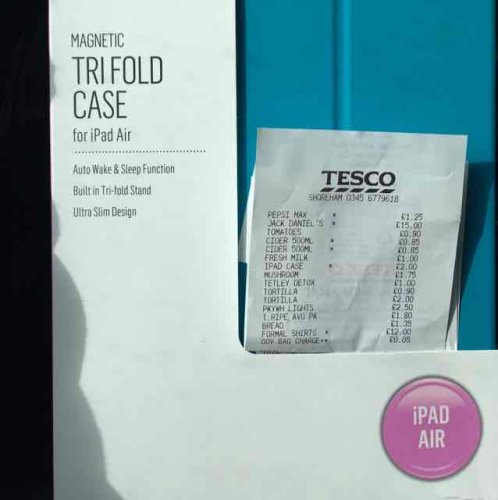 MAGNETIC
TRI FOLD
CASE
for iPad Air
Auto Wake & Sleep Function
Built in Tri-fold Stand
Ultra Slim Design
TESCO
SHOREHAM 0345 6779618
PEPSI MAX * £1.25
JACK DANIEL'S * £15.00
TOMATOES £0.90
CIDER 500ML * £0.85
CIDER 500ML * £0.85
FRESH MILK £1.00
IPAD CASE * £2.00
MUSHROOM £1.75
TETLEY DETOX £1.00
TORTILLA £0.90
TORTILLA £2.00
PKYWH LIGHTS £2.50
T.RIPE AVO PK £1.80
BREAD £1.35
FORMAL SHIRTS * £12.00
GOV BAG CHARGE** £0.05
iPAD
AIR